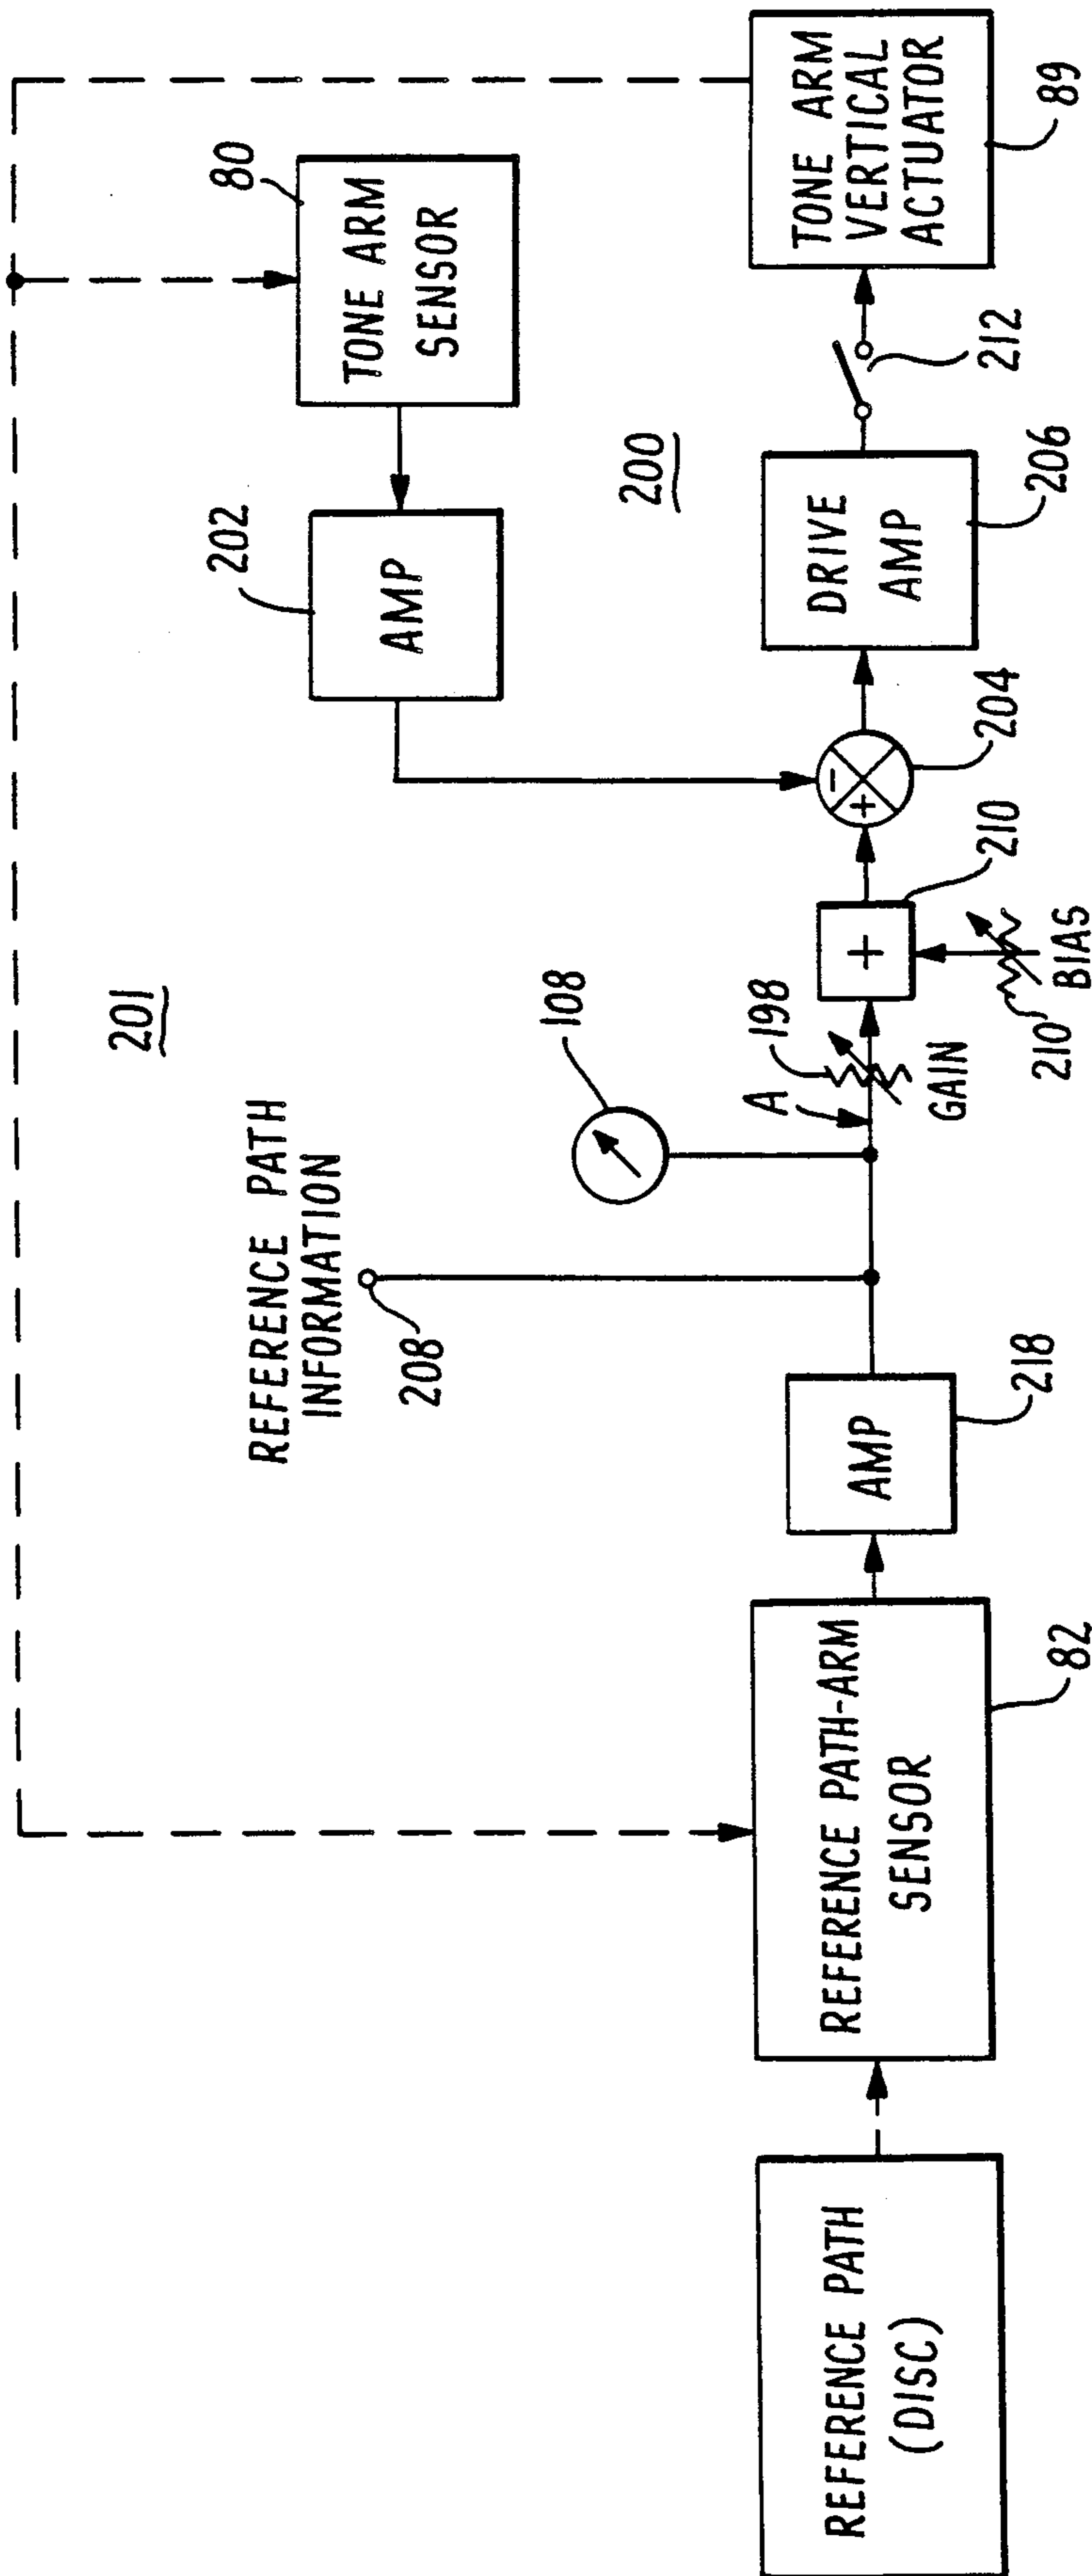 201
80
TONE ARM
SENSOR
202
AMP
200
REFERENCE PATH
INFORMATION
208
108
REFERENCE PATH
(DISC)
REFERENCE PATH-ARM
SENSOR
82
AMP
218
A
198
GAIN
+
210
210'
BIAS
+
-
204
DRIVE
AMP
206
212
TONE ARM
VERTICAL
ACTUATOR
89